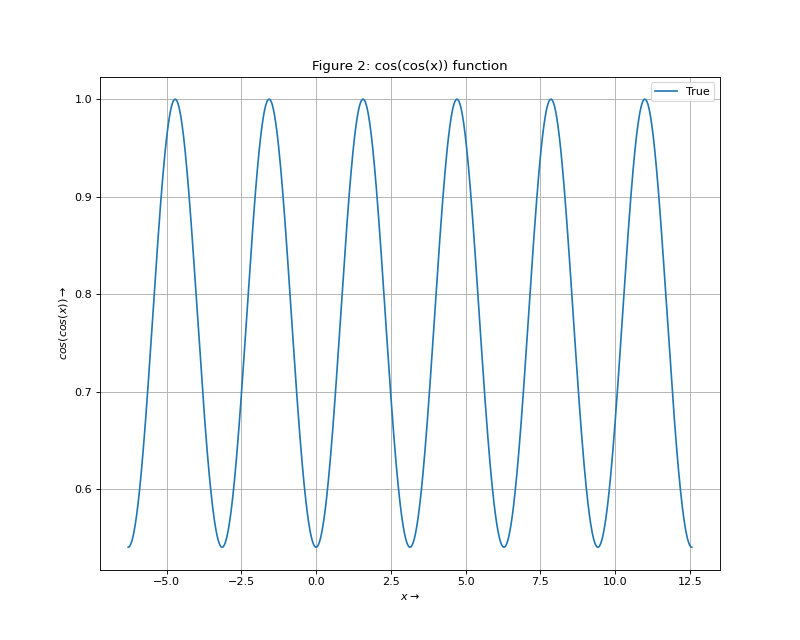 Figure 2: cos(cos(x)) function
True
cos(cos(x)) →
1.0
0.9
0.8
0.7
0.6
−5.0 −2.5 0.0 2.5 5.0 7.5 10.0 12.5
x →